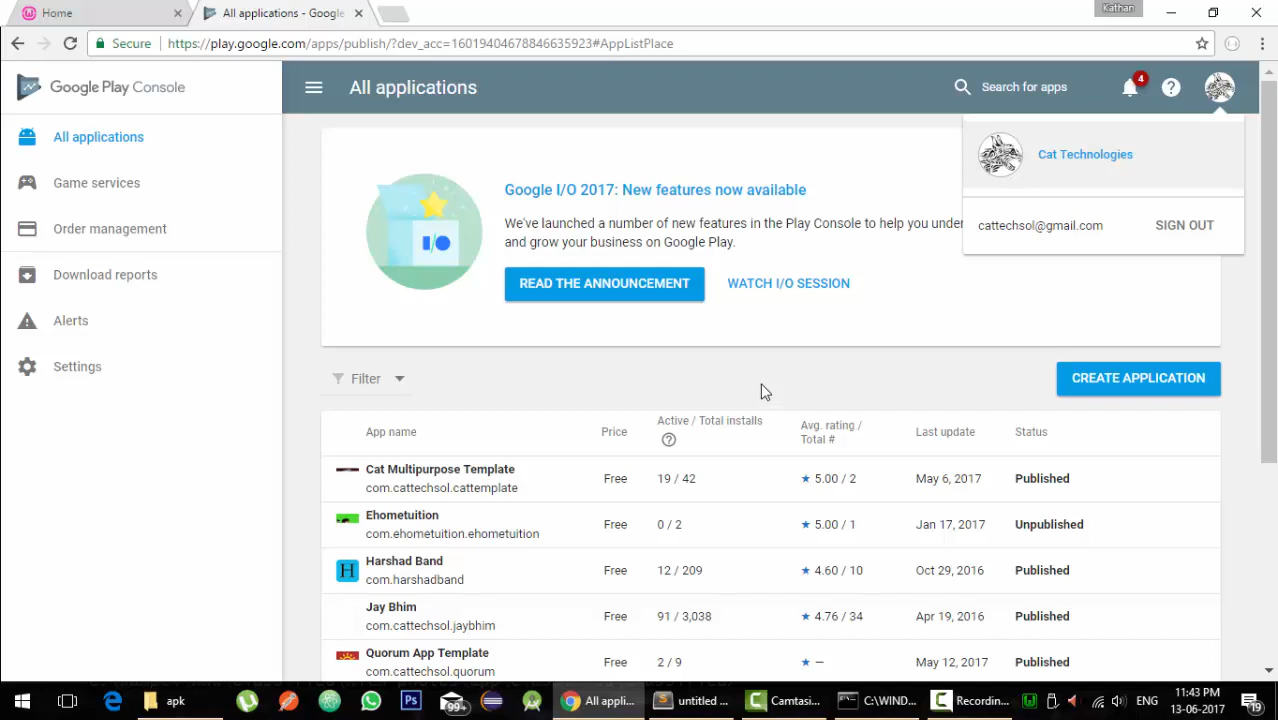 Home
All applications - Google
Kathan
Secure
https://play.google.com/apps/publish/?dev_acc=16019404678846635923#AppListPlace
Google Play Console
All applications
Search for apps
4
All applications
Game services
Order management
Download reports
Alerts
Settings
Cat Technologies
cattechsol@gmail.com
SIGN OUT
I/O
Google I/O 2017: New features now available
We've launched a number of new features in the Play Console to help you under
and grow your business on Google Play.
READ THE ANNOUNCEMENT
WATCH I/O SESSION
Filter
CREATE APPLICATION
App name Price Active / Total installs Avg. rating / Total # Last update Status
Cat Multipurpose Template
com.cattechsol.cattemplate
Free 19 / 42 ★ 5.00 / 2 May 6, 2017 Published
Ehometuition
com.ehometuition.ehometuition
Free 0 / 2 ★ 5.00 / 1 Jan 17, 2017 Unpublished
H
Harshad Band
com.harshadband
Free 12 / 209 ★ 4.60 / 10 Oct 29, 2016 Published
Jay Bhim
com.cattechsol.jaybhim
Free 91 / 3,038 ★ 4.76 / 34 Apr 19, 2016 Published
Quorum App Template
com.cattechsol.quorum
Free 2 / 9 ★ — May 12, 2017 Published
apk
Ps
99+
All appli...
untitled ...
Camtasi...
C:\WIND...
Recordin...
ENG
11:43 PM
13-06-2017
19